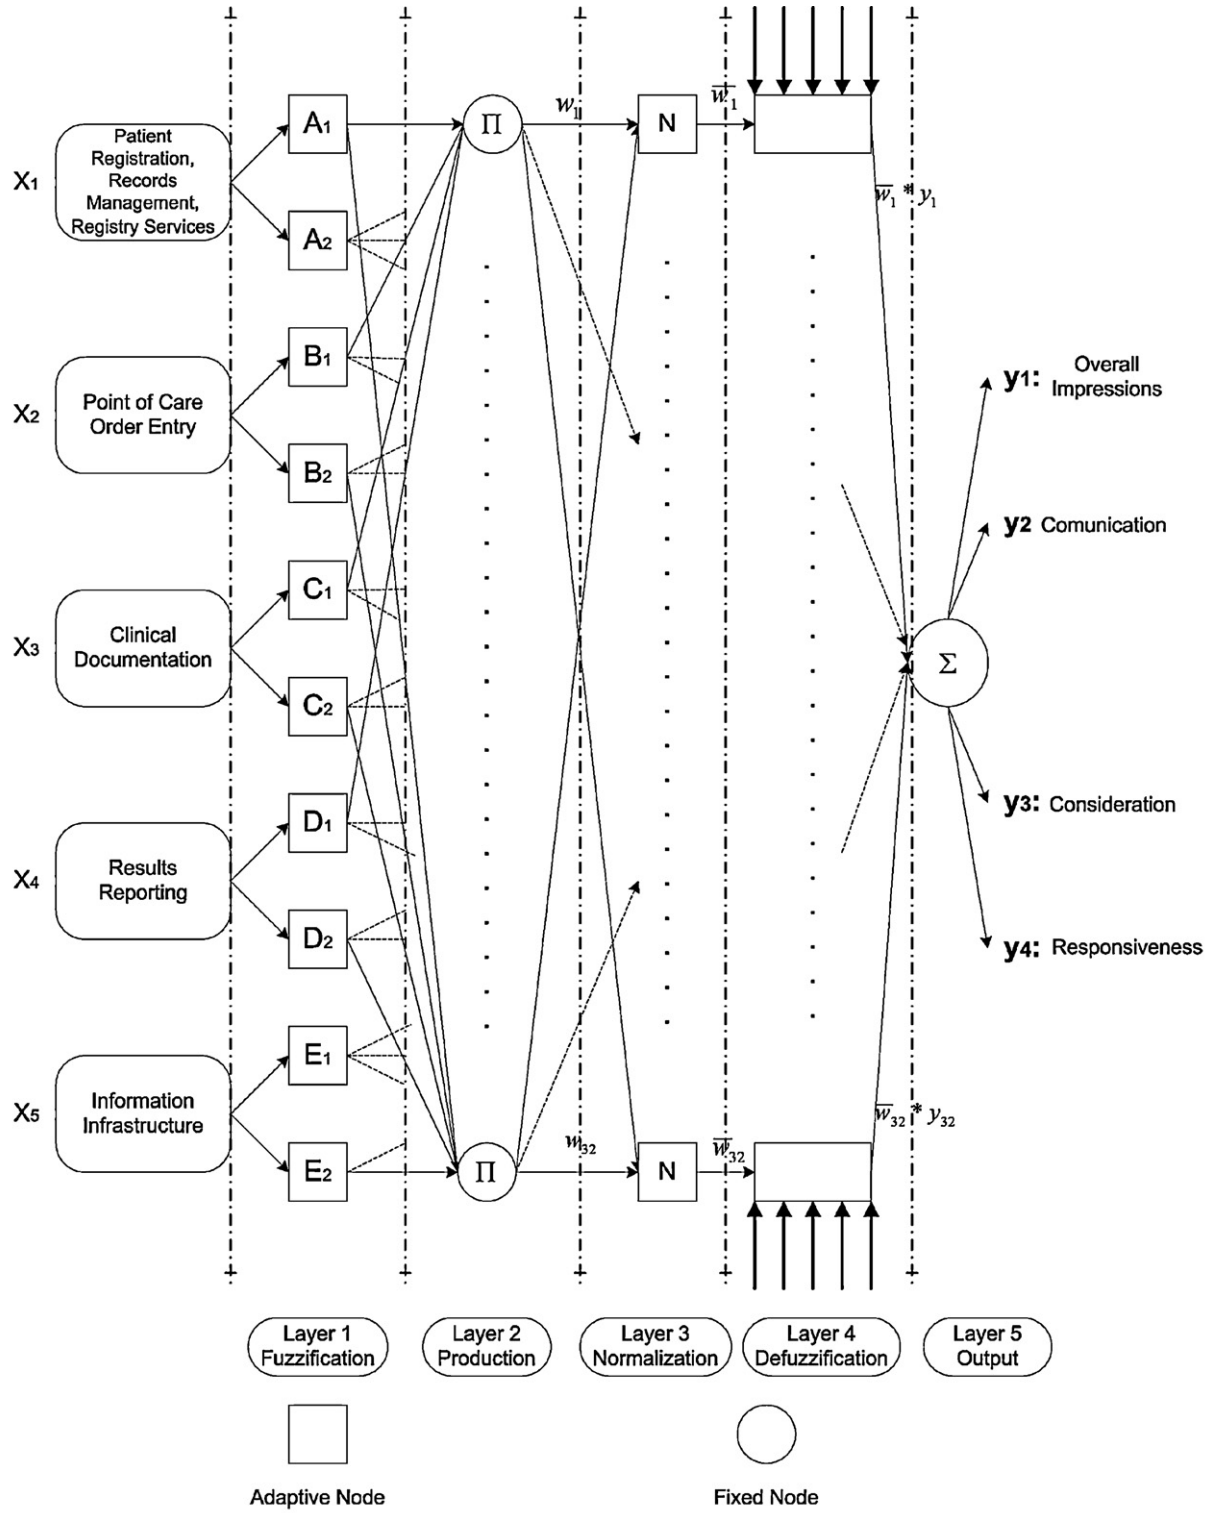 w̅₁
w₁
A₁
Π
N
Patient
Registration,
Records
Management,
Registry Services
X₁
w̅₁ * y₁
A₂
B₁
y1: Overall
Impressions
X₂
Point of Care
Order Entry
B₂
y2 Comunication
C₁
X₃
Clinical
Documentation
Σ
C₂
D₁
y3: Consideration
X₄
Results
Reporting
D₂
y4: Responsiveness
E₁
X₅
Information
Infrastructure
w̅₃₂ * y₃₂
w₃₂
w̅₃₂
E₂
Π
N
Layer 1
Fuzzification
Layer 2
Production
Layer 3
Normalization
Layer 4
Defuzzification
Layer 5
Output
Adaptive Node
Fixed Node